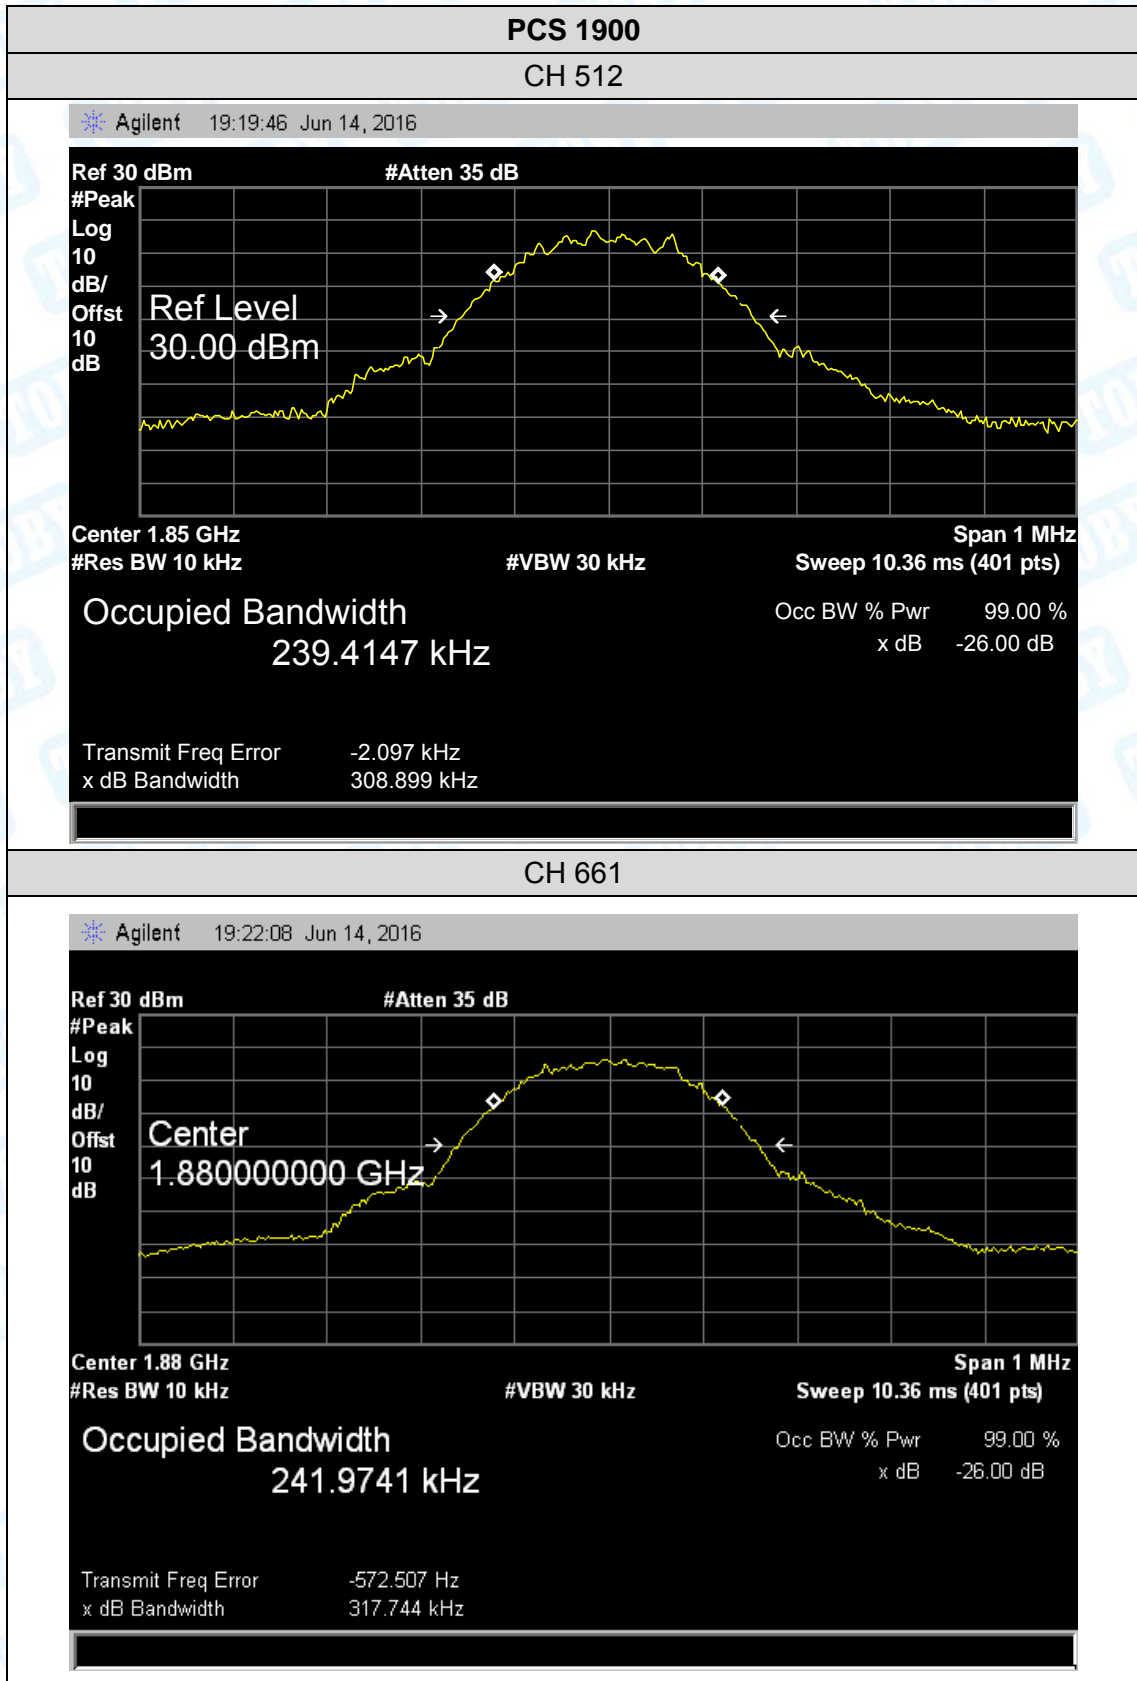 PCS 1900
CH 512
Agilent 19:19:46 Jun 14, 2016
Ref 30 dBm #Atten 35 dB
#Peak
Log
10
dB/
Offst
10
dB
Ref Level
30.00 dBm
Center 1.85 GHz Span 1 MHz
#Res BW 10 kHz #VBW 30 kHz Sweep 10.36 ms (401 pts)
Occupied Bandwidth Occ BW % Pwr 99.00 %
239.4147 kHz x dB -26.00 dB
Transmit Freq Error -2.097 kHz
x dB Bandwidth 308.899 kHz
CH 661
Agilent 19:22:08 Jun 14, 2016
Ref 30 dBm #Atten 35 dB
#Peak
Log
10
dB/
Offst
10
dB
Center
1.880000000 GHz
Center 1.88 GHz Span 1 MHz
#Res BW 10 kHz #VBW 30 kHz Sweep 10.36 ms (401 pts)
Occupied Bandwidth Occ BW % Pwr 99.00 %
241.9741 kHz x dB -26.00 dB
Transmit Freq Error -572.507 Hz
x dB Bandwidth 317.744 kHz